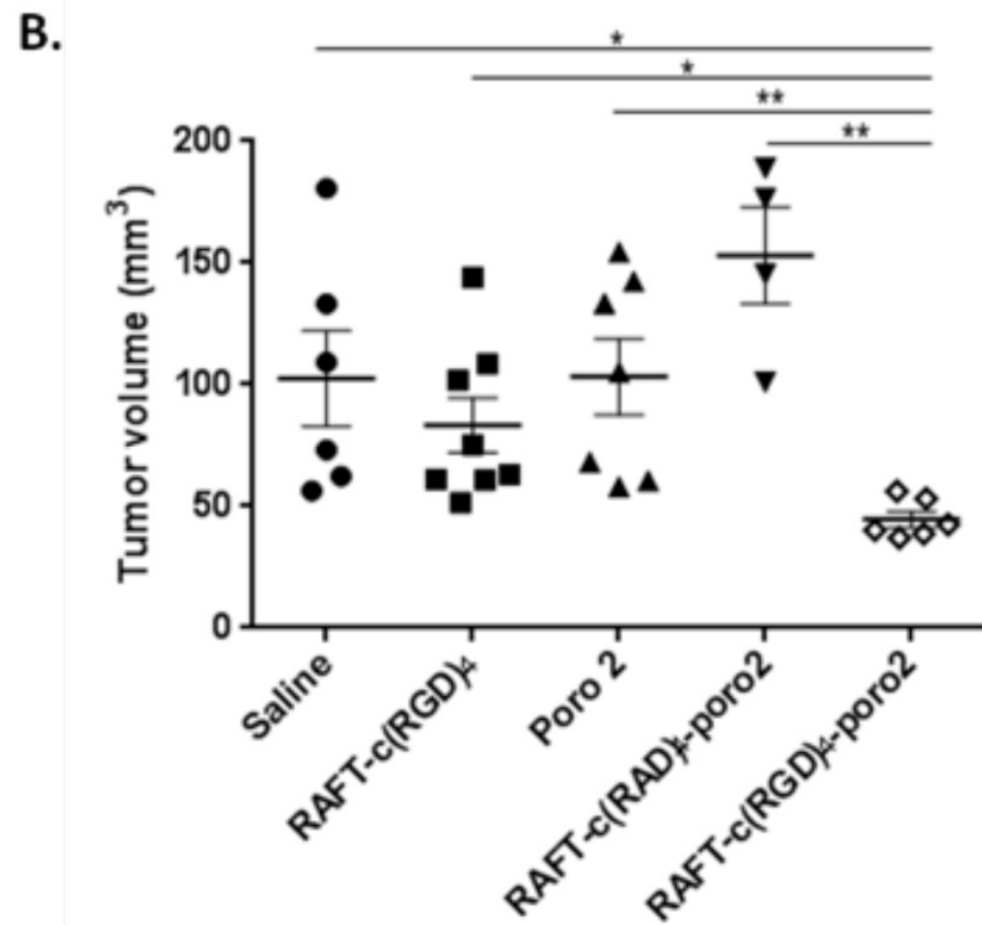 B.
*
*
**
**
200
150
100
50
0
Tumor volume (mm³)
Saline
RAFT-c(RGD)₄
Poro 2
RAFT-c(RAD)₄-poro2
RAFT-c(RGD)₄-poro2